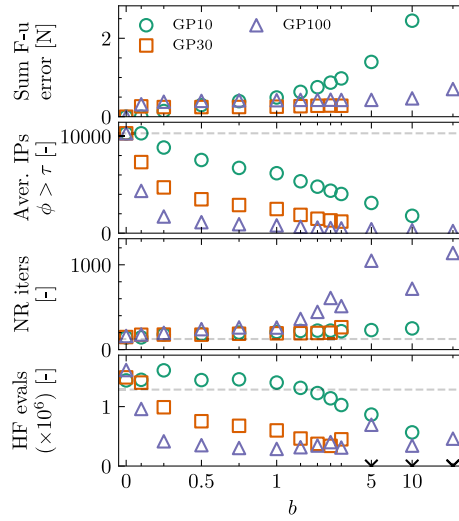 GP10
GP100
GP30
Sum F-u
error [N]
2
0
Aver. IPs
ϕ > τ [-]
10000
0
NR iters
[-]
1000
0
HF evals
(×10⁶) [-]
1
0
0
0.5
1
5
10
b